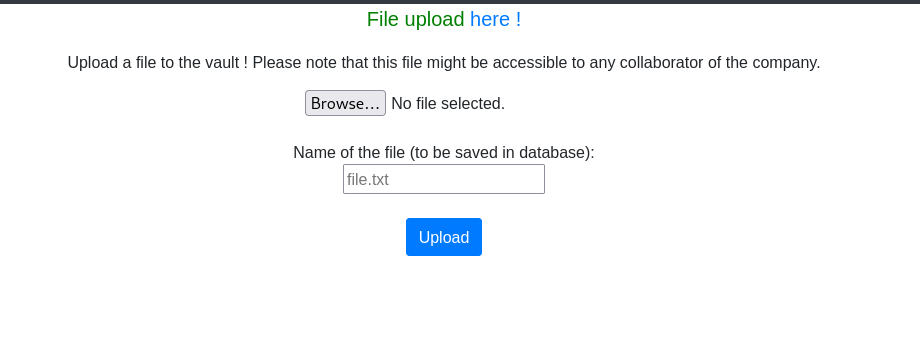 File upload here !
Upload a file to the vault ! Please note that this file might be accessible to any collaborator of the company.
Browse... No file selected.
Name of the file (to be saved in database):
file.txt
Upload